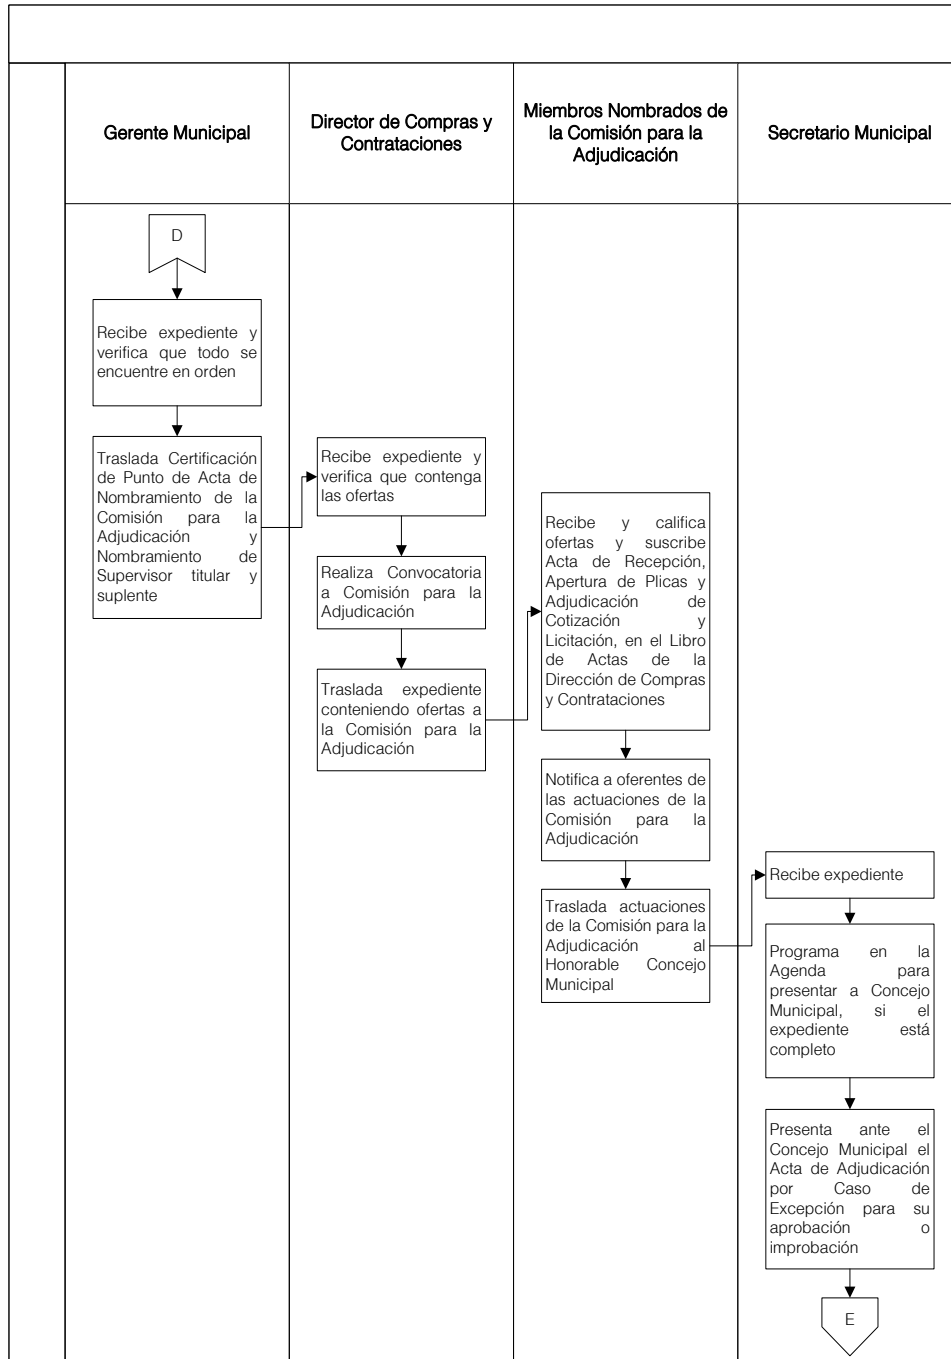 Gerente Municipal
Director de Compras y
Contrataciones
Miembros Nombrados de
la Comisión para la
Adjudicación
Secretario Municipal
D
Recibe expediente y
verifica que todo se
encuentre en orden
Traslada Certificación
de Punto de Acta de
Nombramiento de la
Comisión para la
Adjudicación y
Nombramiento de
Supervisor titular y
suplente
Recibe expediente y
verifica que contenga
las ofertas
Realiza Convocatoria
a Comisión para la
Adjudicación
Traslada expediente
conteniendo ofertas a
la Comisión para la
Adjudicación
Recibe y califica
ofertas y suscribe
Acta de Recepción,
Apertura de Plicas y
Adjudicación de
Cotización y
Licitación, en el Libro
de Actas de la
Dirección de Compras
y Contrataciones
Notifica a oferentes de
las actuaciones de la
Comisión para la
Adjudicación
Traslada actuaciones
de la Comisión para la
Adjudicación al
Honorable Concejo
Municipal
Recibe expediente
Programa en la
Agenda para
presentar a Concejo
Municipal, si el
expediente está
completo
Presenta ante el
Concejo Municipal el
Acta de Adjudicación
por Caso de
Excepción para su
aprobación o
improbación
E